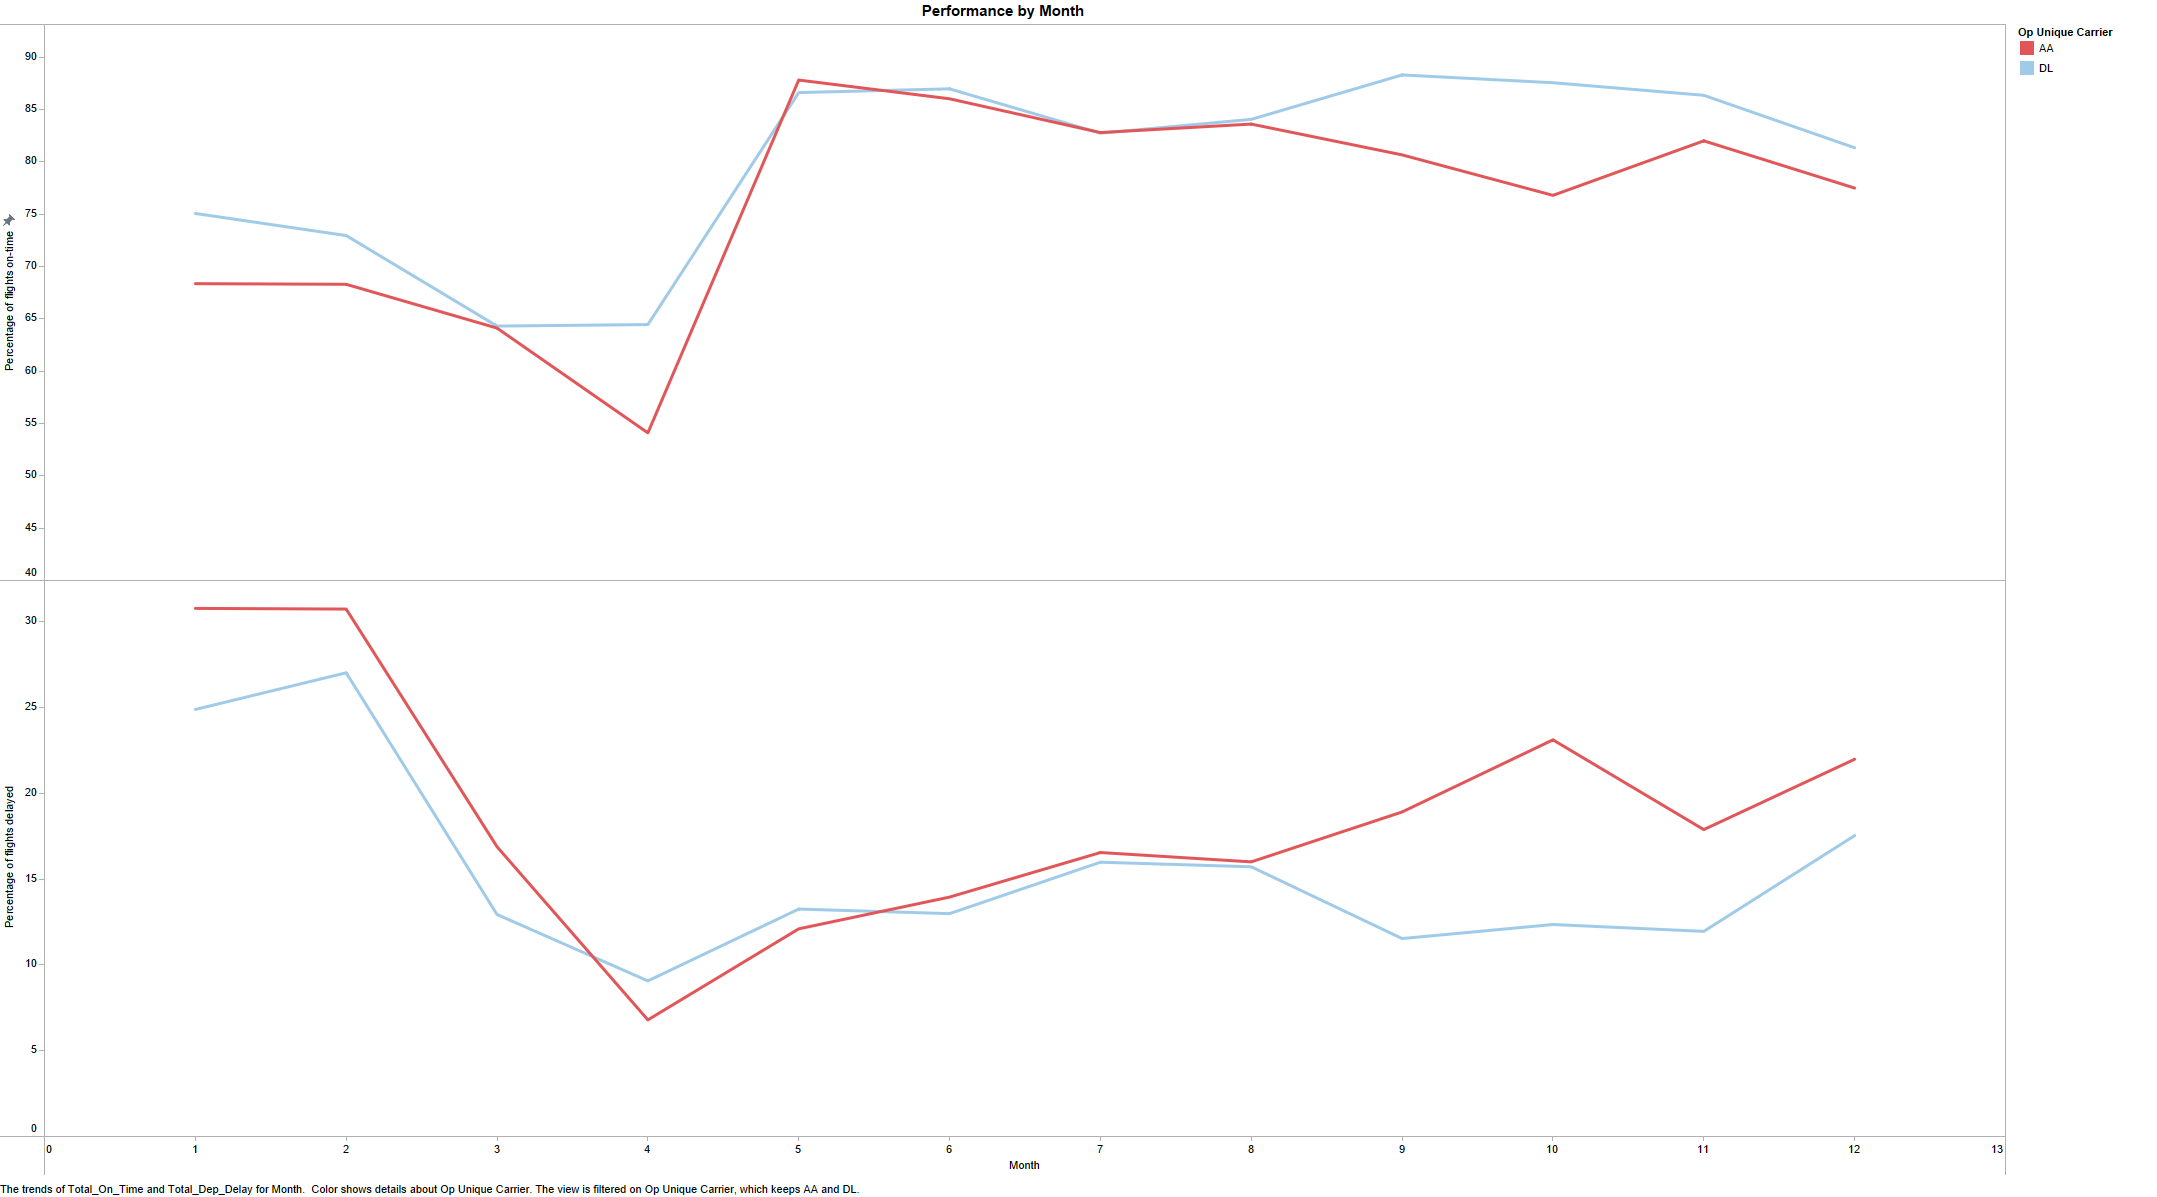 Performance by Month
Op Unique Carrier
AA
DL
Percentage of flights on-time
90
85
80
75
70
65
60
55
50
45
40
Percentage of flights delayed
30
25
20
15
10
5
0
0 1 2 3 4 5 6 7 8 9 10 11 12 13
Month
The trends of Total_On_Time and Total_Dep_Delay for Month.  Color shows details about Op Unique Carrier. The view is filtered on Op Unique Carrier, which keeps AA and DL.